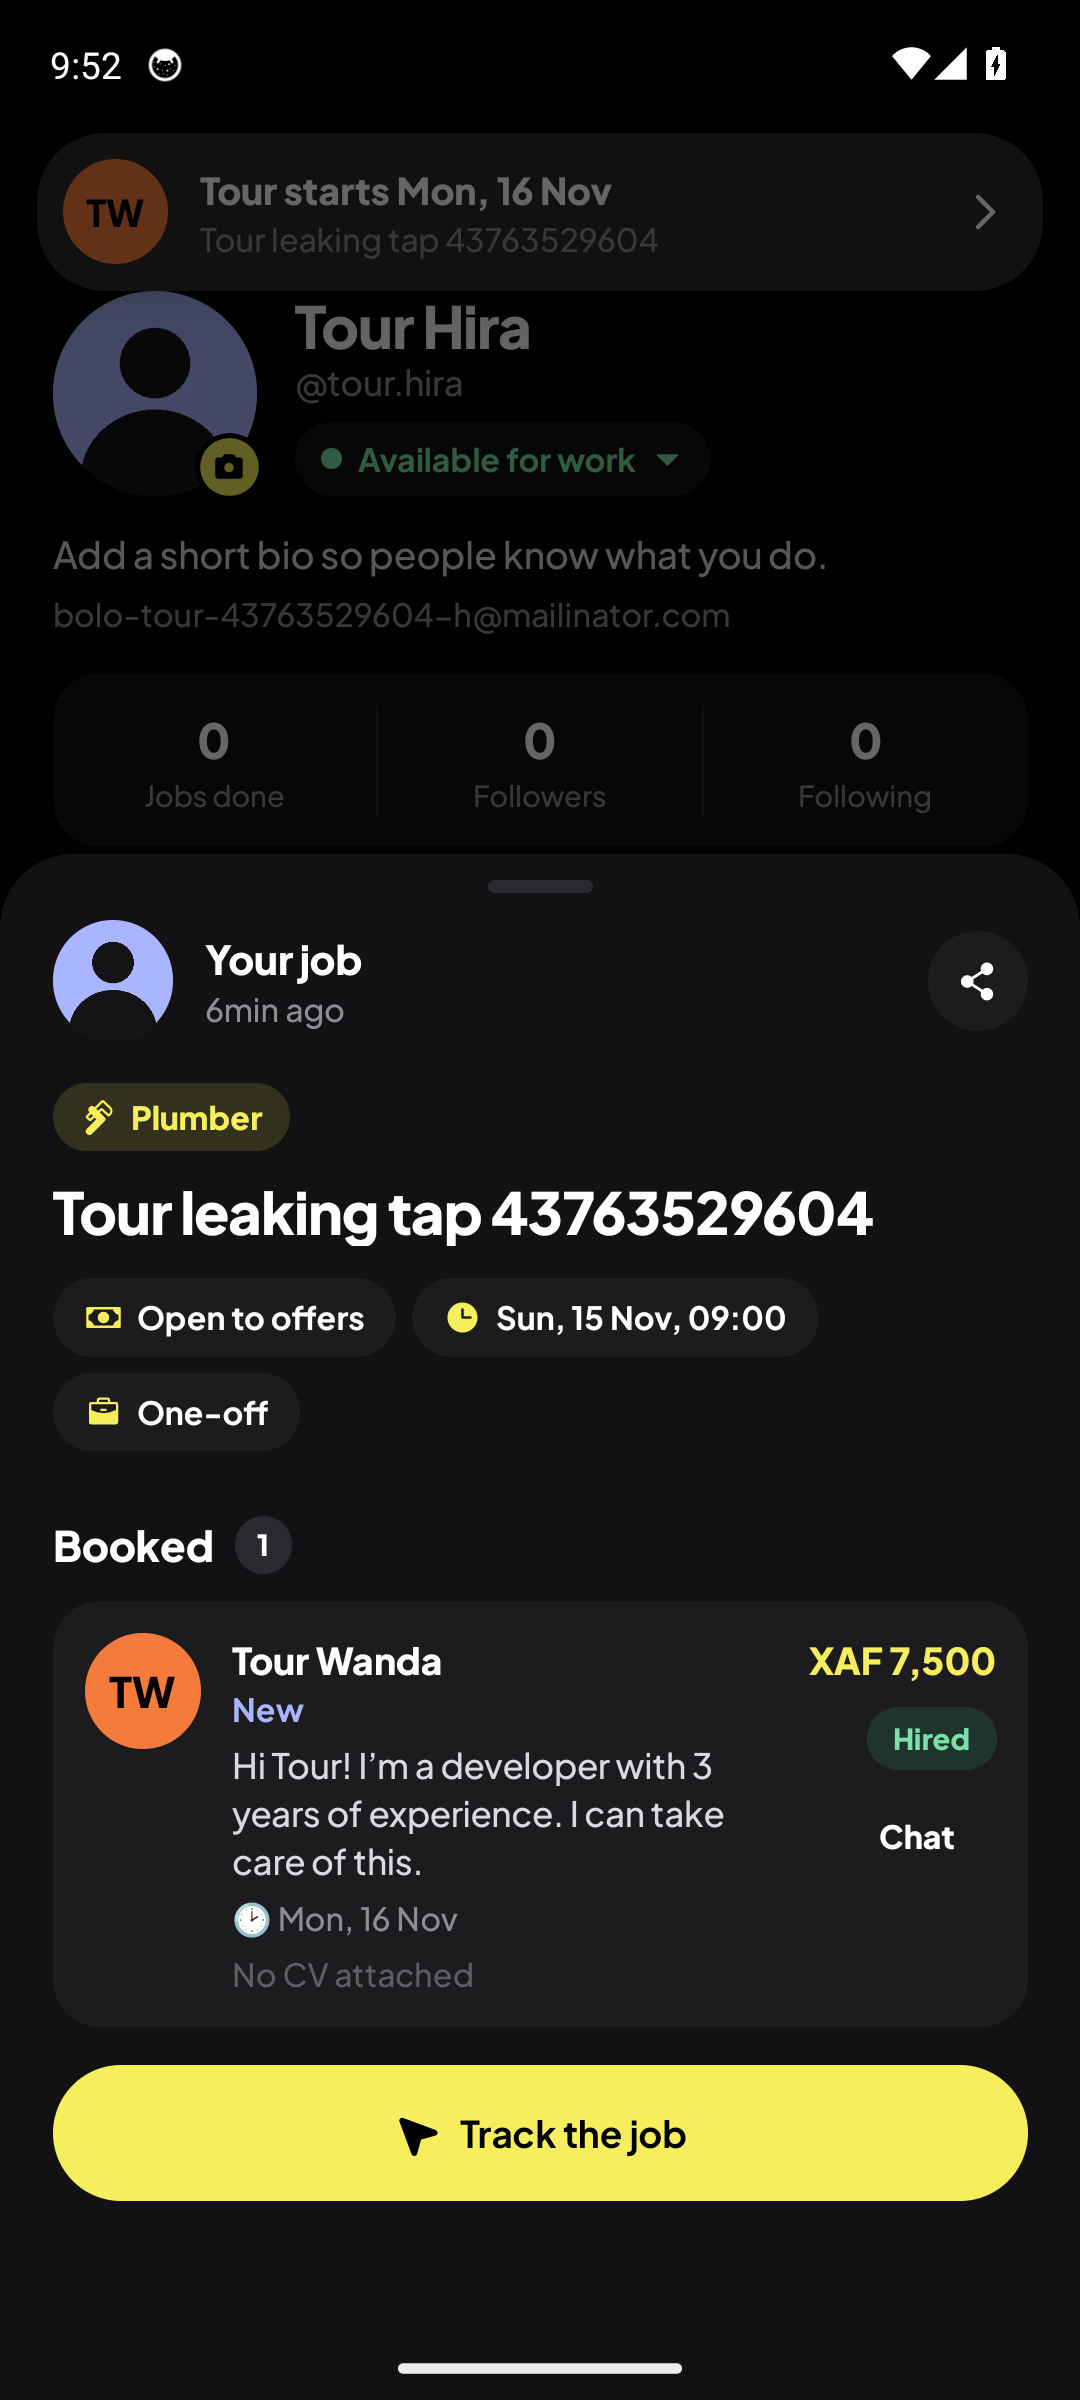 9:52
TW
Tour starts Mon, 16 Nov
Tour leaking tap 43763529604
Tour Hira
@tour.hira
Available for work
Add a short bio so people know what you do.
bolo-tour-43763529604-h@mailinator.com
0
Jobs done
0
Followers
0
Following
Your job
6min ago
Plumber
Tour leaking tap 43763529604
Open to offers
Sun, 15 Nov, 09:00
One-off
Booked 1
TW
Tour Wanda
XAF 7,500
New
Hired
Hi Tour! I’m a developer with 3
years of experience. I can take
care of this.
Chat
🕑 Mon, 16 Nov
No CV attached
Track the job